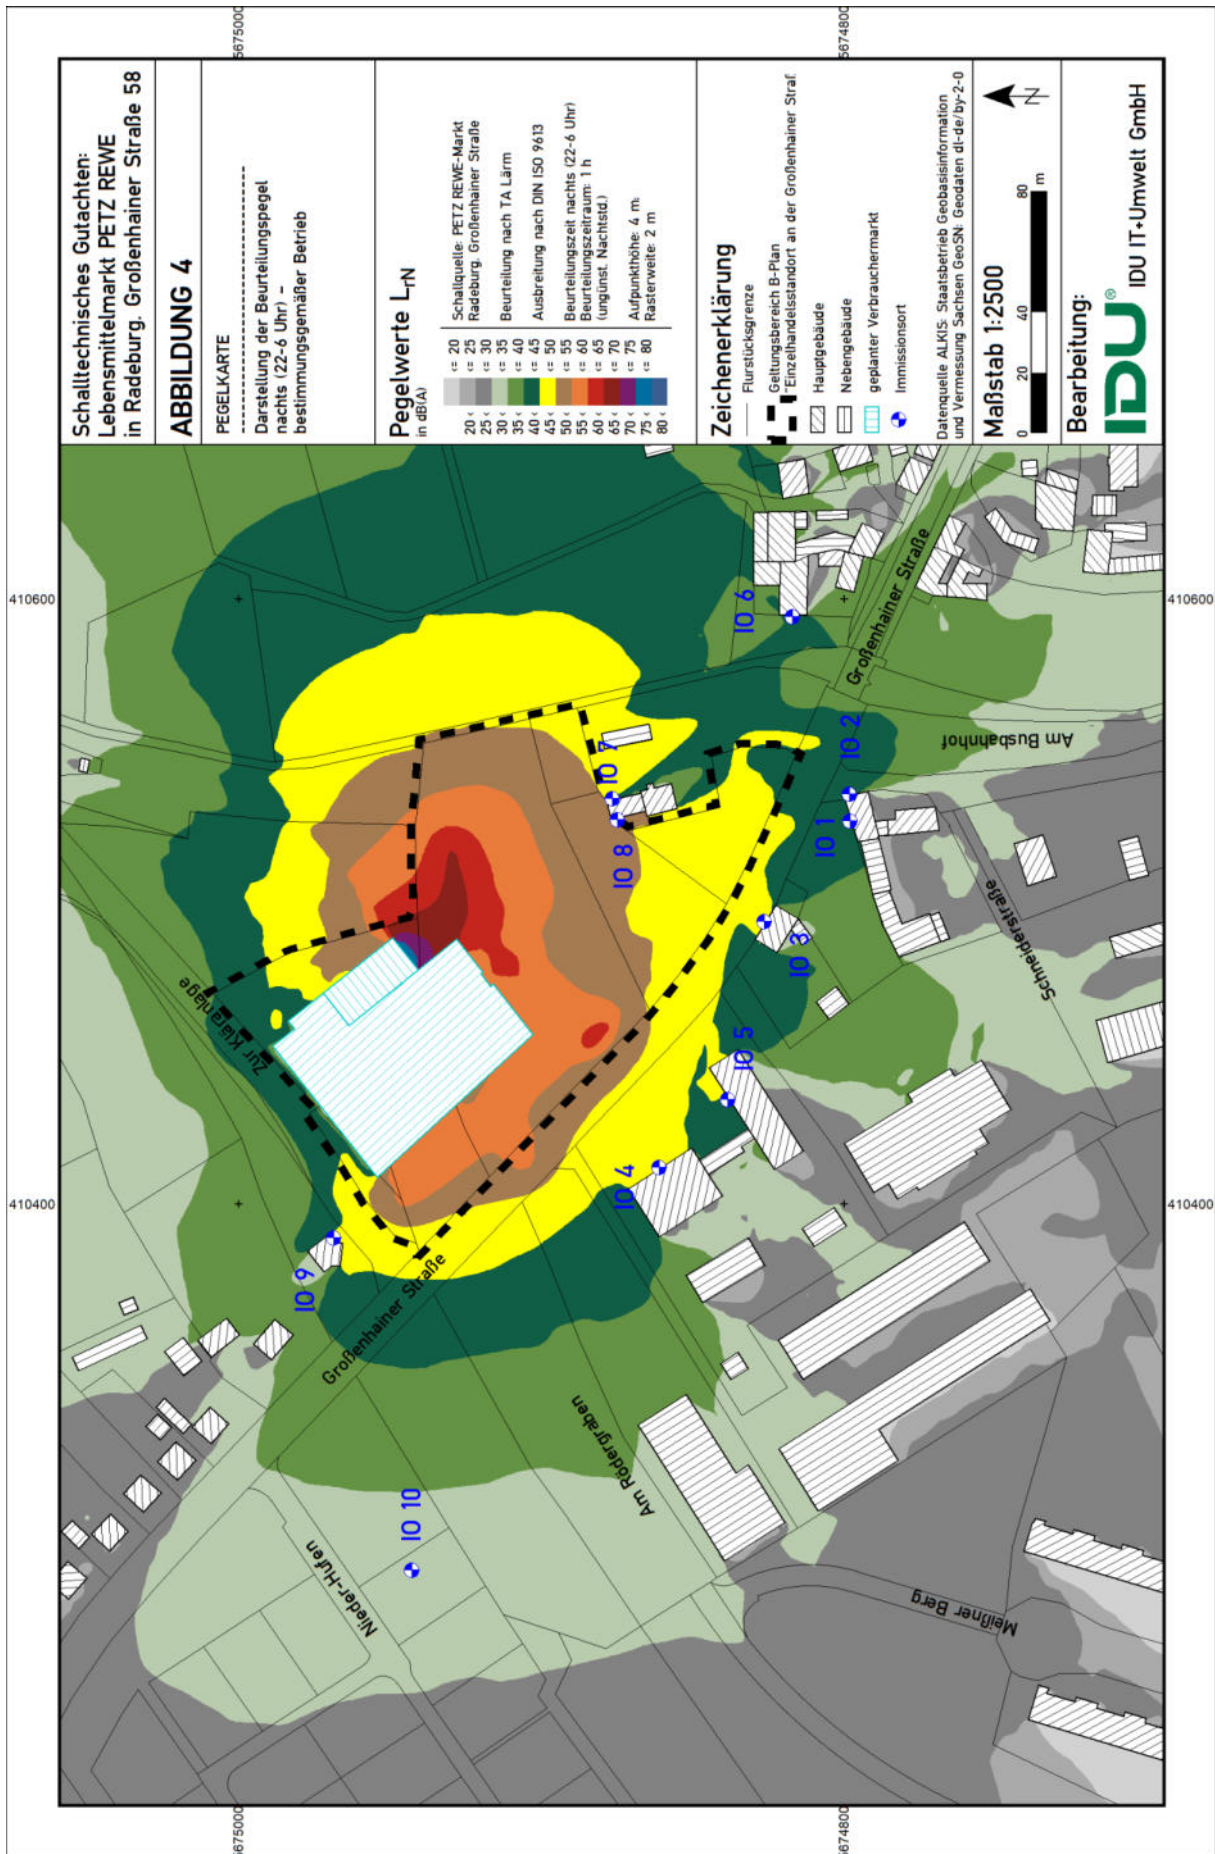 Schalltechnisches Gutachten:
Lebensmittelmarkt PETZ REWE
in Radeburg, Großenhainer Straße 58
ABBILDUNG 4
PEGELKARTE
Darstellung der Beurteilungspegel
nachts (22-6 Uhr) –
bestimmungsgemäßer Betrieb
Pegelwerte LrN
in dB(A)
<= 20
20 < <= 25
25 < <= 30
30 < <= 35
35 < <= 40
40 < <= 45
45 < <= 50
50 < <= 55
55 < <= 60
60 < <= 65
65 < <= 70
70 < <= 75
75 < <= 80
80 <
Schallquelle: PETZ REWE-Markt
Radeburg, Großenhainer Straße
Beurteilung nach TA Lärm
Ausbreitung nach DIN ISO 9613
Beurteilungszeit nachts (22-6 Uhr)
Beurteilungszeitraum: 1 h
(ungünst. Nachtstd.)
Aufpunkthöhe: 4 m;
Rasterweite: 2 m
Zeichenerklärung
Flurstücksgrenze
Geltungsbereich B-Plan
"Einzelhandelsstandort an der Großenhainer Straß
Hauptgebäude
Nebengebäude
geplanter Verbrauchermarkt
Immissionsort
Datenquelle ALKIS: Staatsbetrieb Geobasisinformation
und Vermessung Sachsen GeoSN: Geodaten dl-de/by-2-0
Maßstab 1:2500
0 20 40 80
m
N
Bearbeitung:
IDU® IDU IT+Umwelt GmbH
5675000
5674800
410600
410600
410400
410400
5675000
5674800
Zur Kläranlage
Großenhainer Straße
Großenhainer Straße
Am Busbahnhof
Schneiderstraße
Am Rödergraben
Nieder-Hufen
Meißner Berg
IO 1
IO 2
IO 3
IO 4
IO 5
IO 6
IO 7
IO 8
IO 9
IO 10